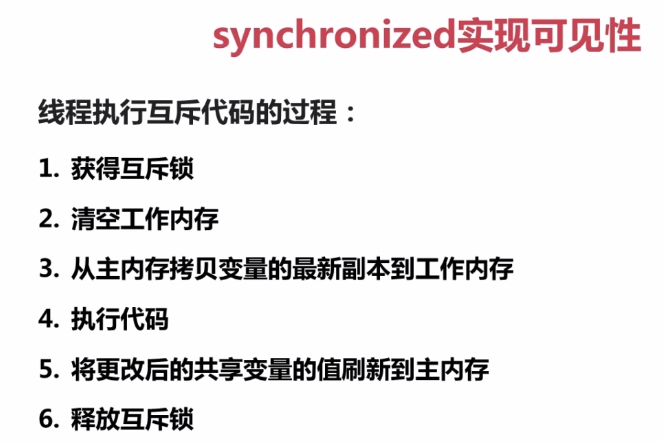 synchronized实现可见性
线程执行互斥代码的过程：
1. 获得互斥锁
2. 清空工作内存
3. 从主内存拷贝变量的最新副本到工作内存
4. 执行代码
5. 将更改后的共享变量的值刷新到主内存
6. 释放互斥锁